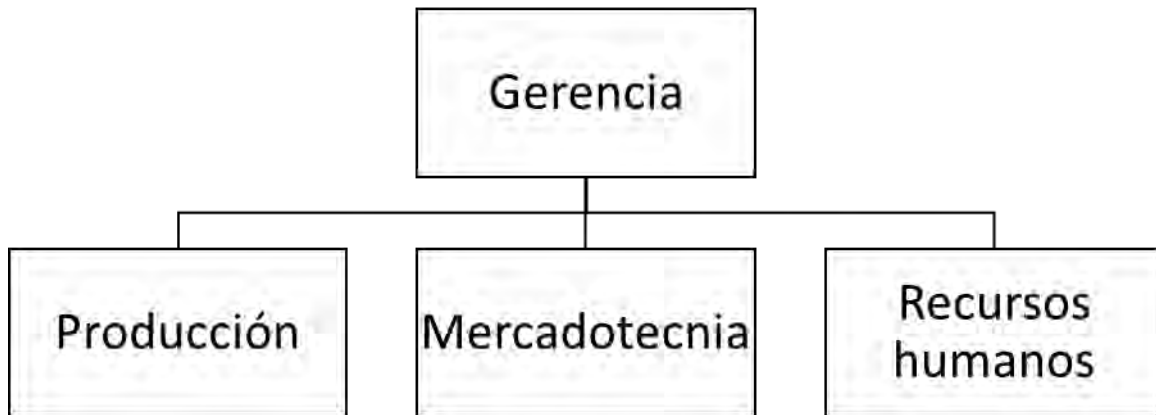 Gerencia
Producción
Mercadotecnia
Recursos
humanos